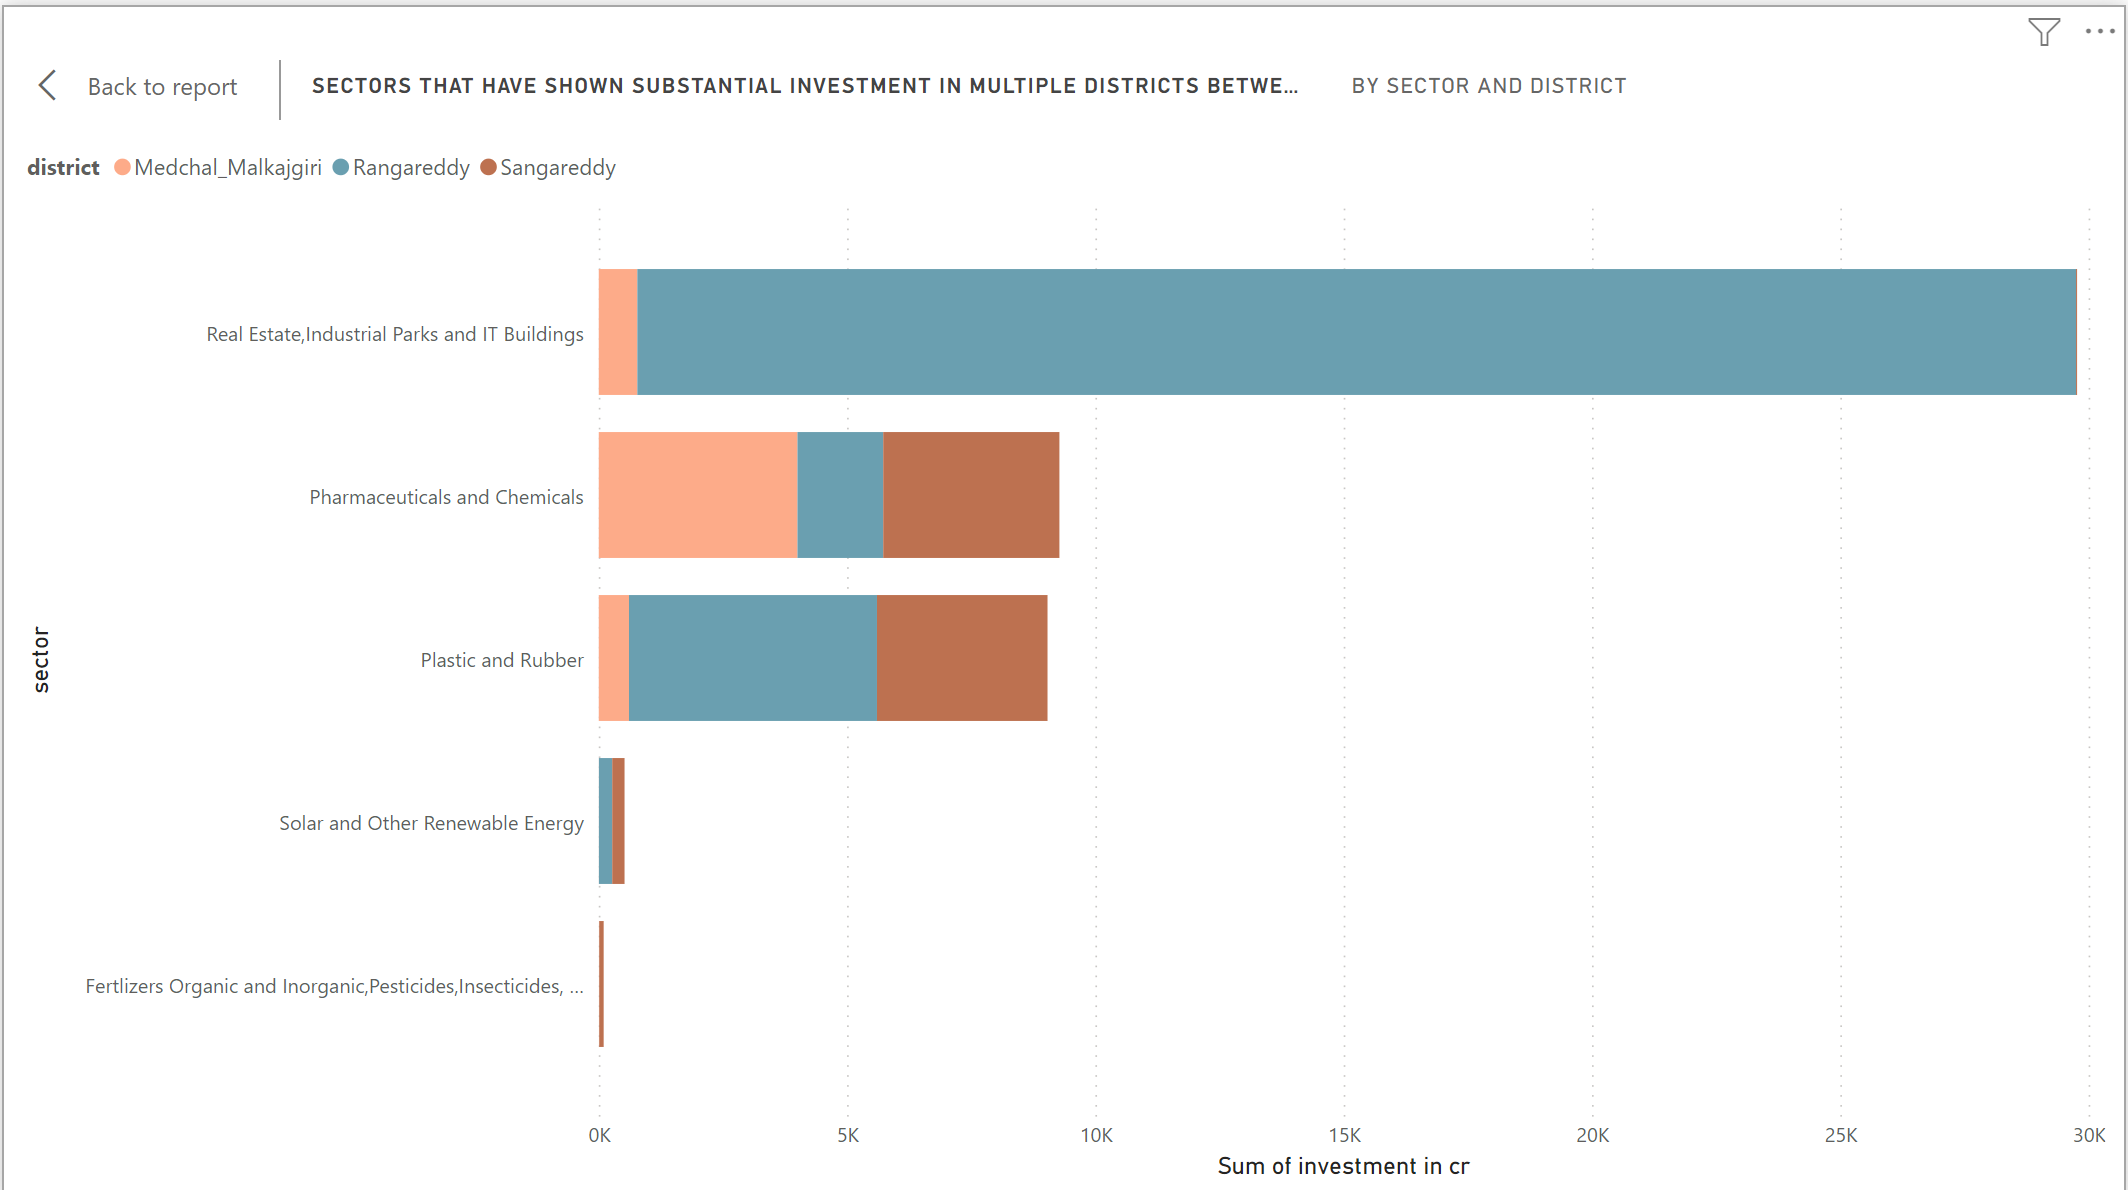 Back to report
SECTORS THAT HAVE SHOWN SUBSTANTIAL INVESTMENT IN MULTIPLE DISTRICTS BETWE...
BY SECTOR AND DISTRICT
district Medchal_Malkajgiri Rangareddy Sangareddy
Real Estate,Industrial Parks and IT Buildings
Pharmaceuticals and Chemicals
Plastic and Rubber
sector
Solar and Other Renewable Energy
Fertlizers Organic and Inorganic,Pesticides,Insecticides, ...
0K 5K 10K 15K 20K 25K 30K
Sum of investment in cr